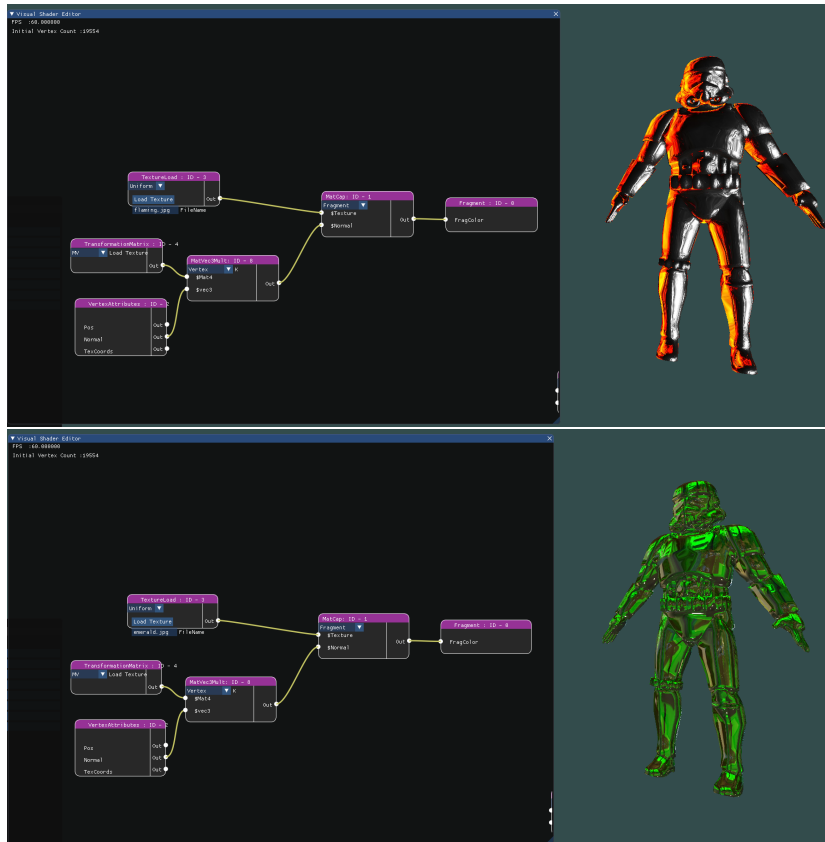 Visual Shader Editor
FPS :60.000000
Initial Vertex Count :19554
TextureLoad : ID - 3
Uniform
Load Texture Out
flaming.jpg FileName
MatCap: ID - 1
Fragment
$Texture
Out
$Normal
Fragment : ID - 0
FragColor
TransformationMatrix : ID - 4
MV Load Texture
Out
MatVec3Mult: ID - 8
Vertex K
$Mat4
Out
$vec3
VertexAttributes : ID - 2
Out
Pos
Out
Normal
Out
TexCoords
Visual Shader Editor
FPS :60.000000
Initial Vertex Count :19554
TextureLoad : ID - 3
Uniform
Load Texture Out
emerald.jpg FileName
MatCap: ID - 1
Fragment
$Texture
Out
$Normal
Fragment : ID - 0
FragColor
TransformationMatrix : ID - 4
MV Load Texture
Out
MatVec3Mult: ID - 8
Vertex K
$Mat4
Out
$vec3
VertexAttributes : ID - 2
Out
Pos
Out
Normal
Out
TexCoords